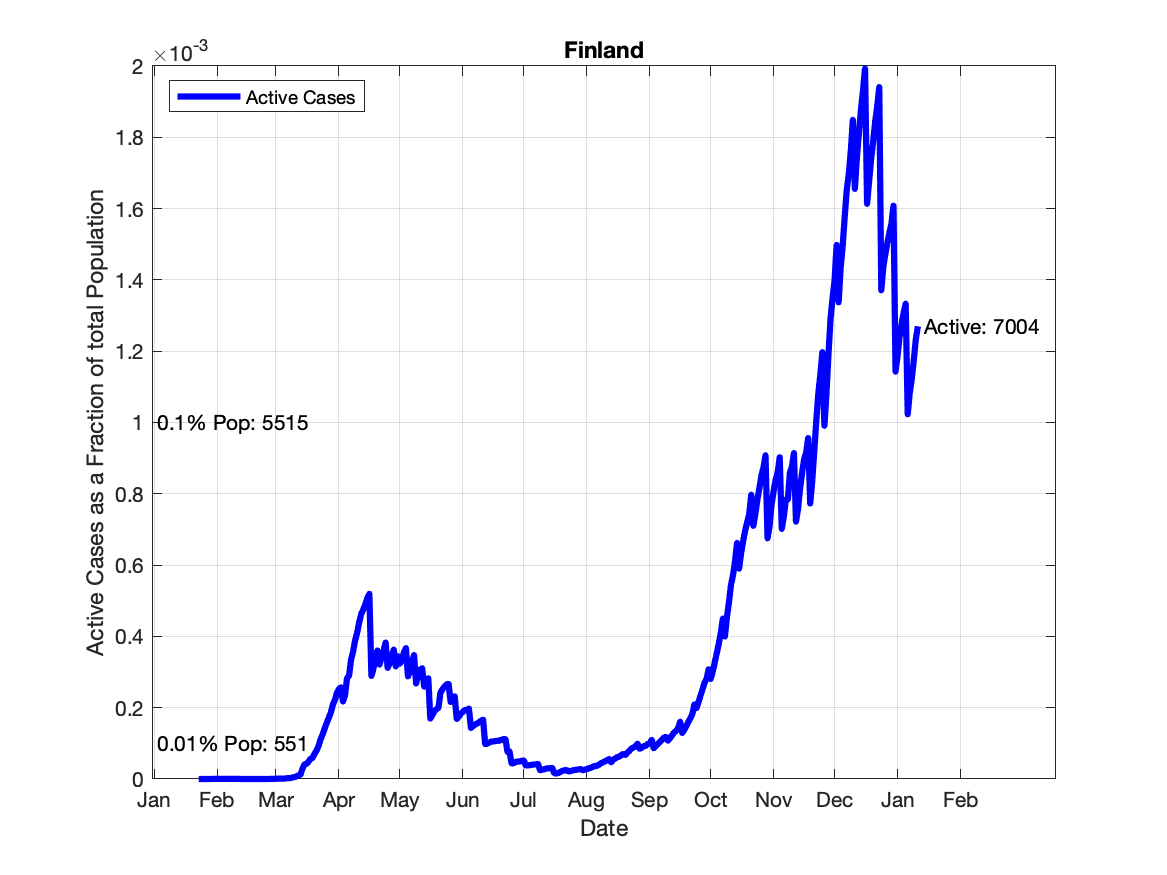 Finland
×10-3
2
1.8
1.6
1.4
1.2
1
0.8
0.6
0.4
0.2
0
Active Cases as a Fraction of total Population
Active Cases
Active: 7004
0.1% Pop: 5515
0.01% Pop: 551
Jan Feb Mar Apr May Jun Jul Aug Sep Oct Nov Dec Jan Feb
Date